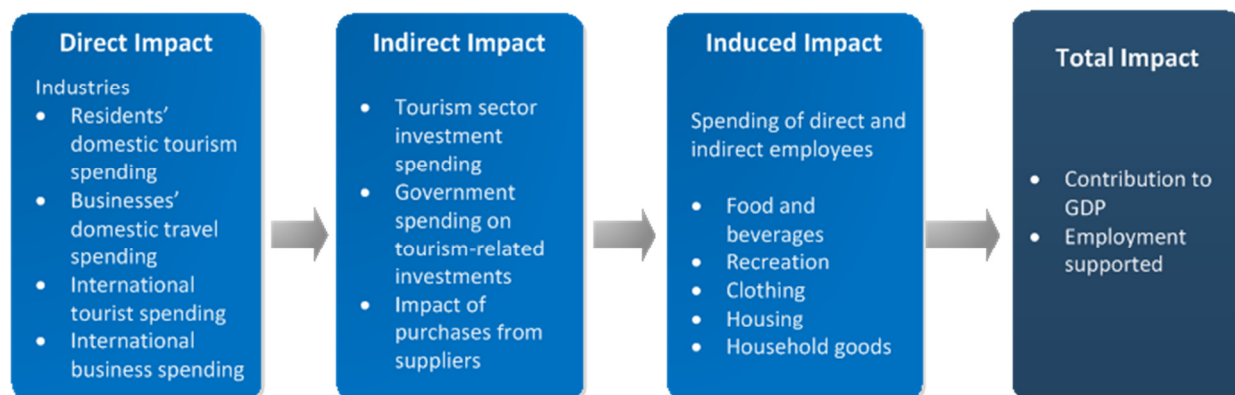 Direct Impact
Industries
• Residents'
domestic tourism
spending
• Businesses'
domestic travel
spending
• International
tourist spending
• International
business spending
Indirect Impact
• Tourism sector
investment
spending
• Government
spending on
tourism-related
investments
• Impact of
purchases from
suppliers
Induced Impact
Spending of direct and
indirect employees
• Food and
beverages
• Recreation
• Clothing
• Housing
• Household goods
Total Impact
• Contribution to
GDP
• Employment
supported